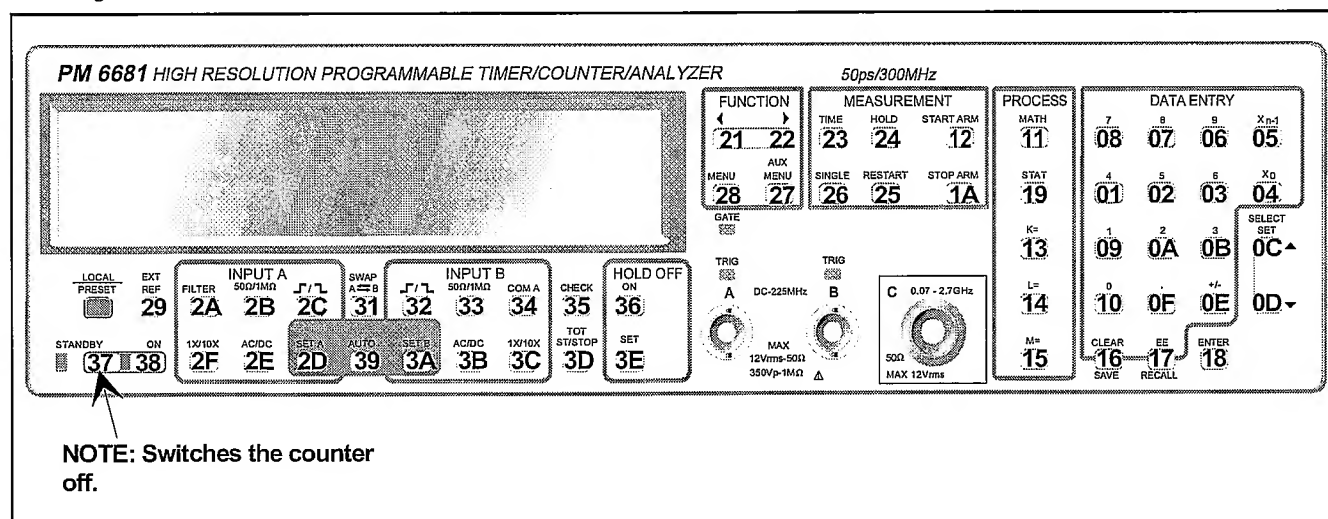 PM 6681 HIGH RESOLUTION PROGRAMMABLE TIMER/COUNTER/ANALYZER 50ps/300MHz
FUNCTION MEASUREMENT PROCESS DATA ENTRY
TIME HOLD START ARM MATH 7 8 9 Xn-1
21 22 23 24 12 11 08 07 06 05
AUX
MENU MENU SINGLE RESTART STOP ARM STAT 4 5 6 X0
28 27 26 25 1A 19 01 02 03 04
GATE K= 1 2 3 SELECT
SET
13 09 0A 0B 0C
LOCAL
PRESET
EXT
REF
29
INPUT A
FILTER 50Ω/1MΩ
2A 2B 2C
SWAP
A B
31
INPUT B
50Ω/1MΩ COM A
32 33 34
CHECK
35
HOLD OFF
ON
36
TRIG TRIG
A DC-225MHz B
C 0.07 - 2,7GHz
L= 0 . +/-
14 10 0F 0E 0D
STANDBY ON
37 38
1X/10X AC/DC SET A AUTO SET B AC/DC 1X/10X
2F 2E 2D 39 3A 3B 3C
TOT
ST/STOP
3D
SET
3E
MAX
12Vrms-50Ω
350Vp-1MΩ
50Ω
MAX 12Vrms
M= CLEAR EE ENTER
15 16 17 18
SAVE RECALL
NOTE: Switches the counter
off.